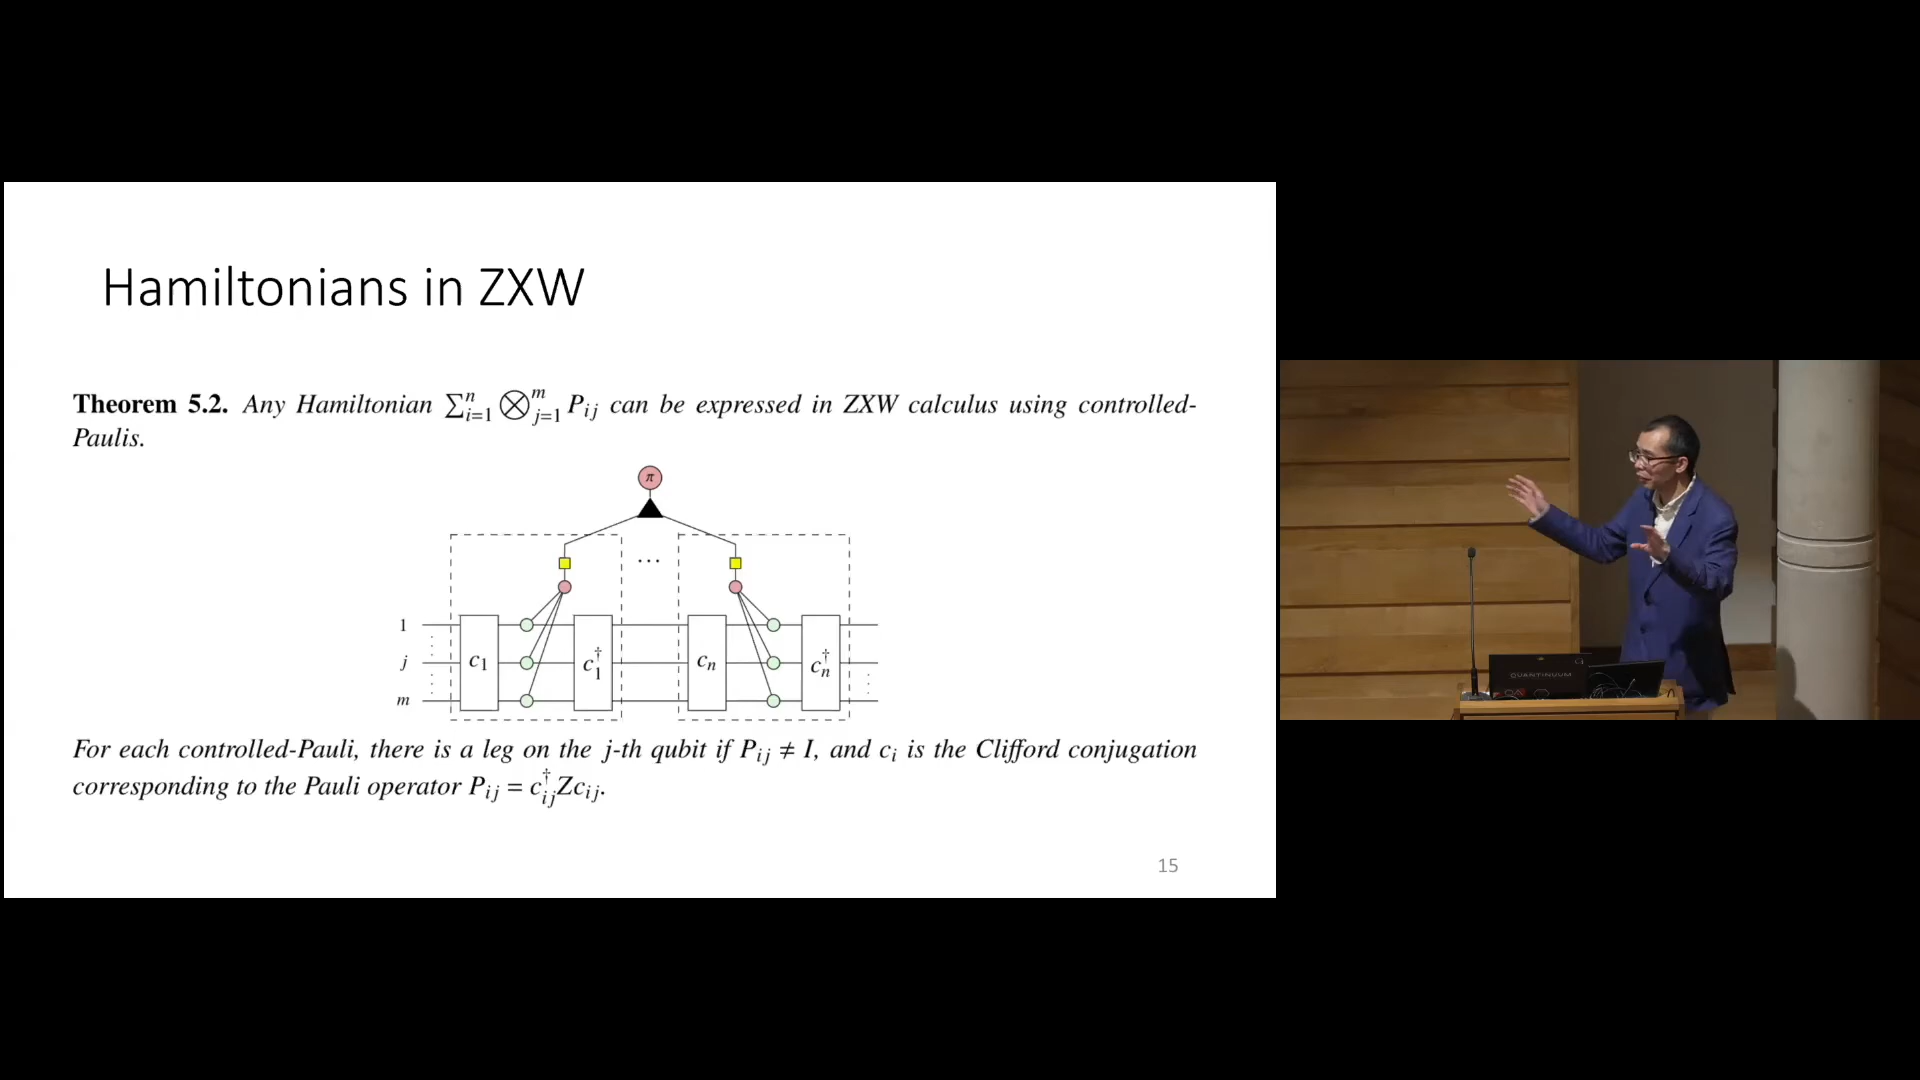 Hamiltonians in ZXW
Theorem 5.2. Any Hamiltonian ∑ⁿᵢ₌₁ ⨂ᵐⱼ₌₁ Pᵢⱼ can be expressed in ZXW calculus using controlled-
Paulis.
π
...
1
j
m
c₁
c₁†
cₙ
cₙ†
For each controlled-Pauli, there is a leg on the j-th qubit if Pᵢⱼ ≠ I, and cᵢ is the Clifford conjugation
corresponding to the Pauli operator Pᵢⱼ = c†ᵢⱼZcᵢⱼ.
15
QUANTINUUM